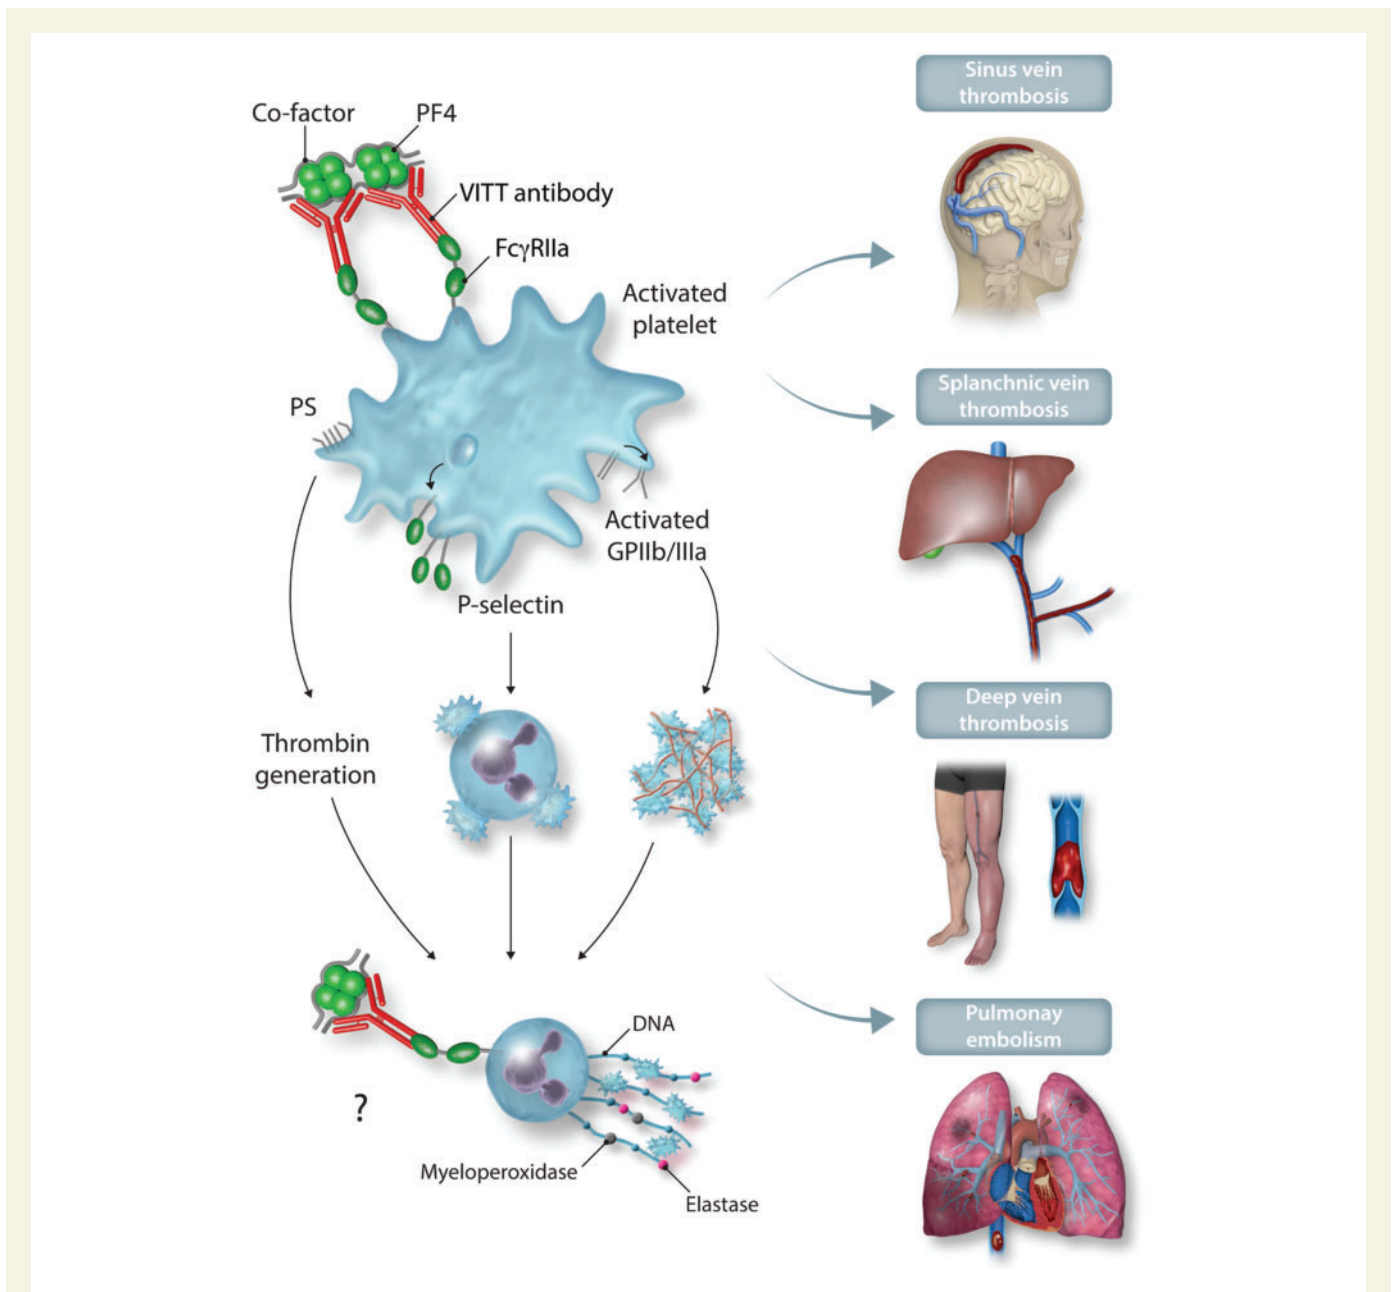 Co-factor
PF4
VITT antibody
FcγRIIa
Activated
platelet
PS
Activated
GPIIb/IIIa
P-selectin
Thrombin
generation
DNA
?
Myeloperoxidase
Elastase
Sinus vein
thrombosis
Splanchnic vein
thrombosis
Deep vein
thrombosis
Pulmonay
embolism